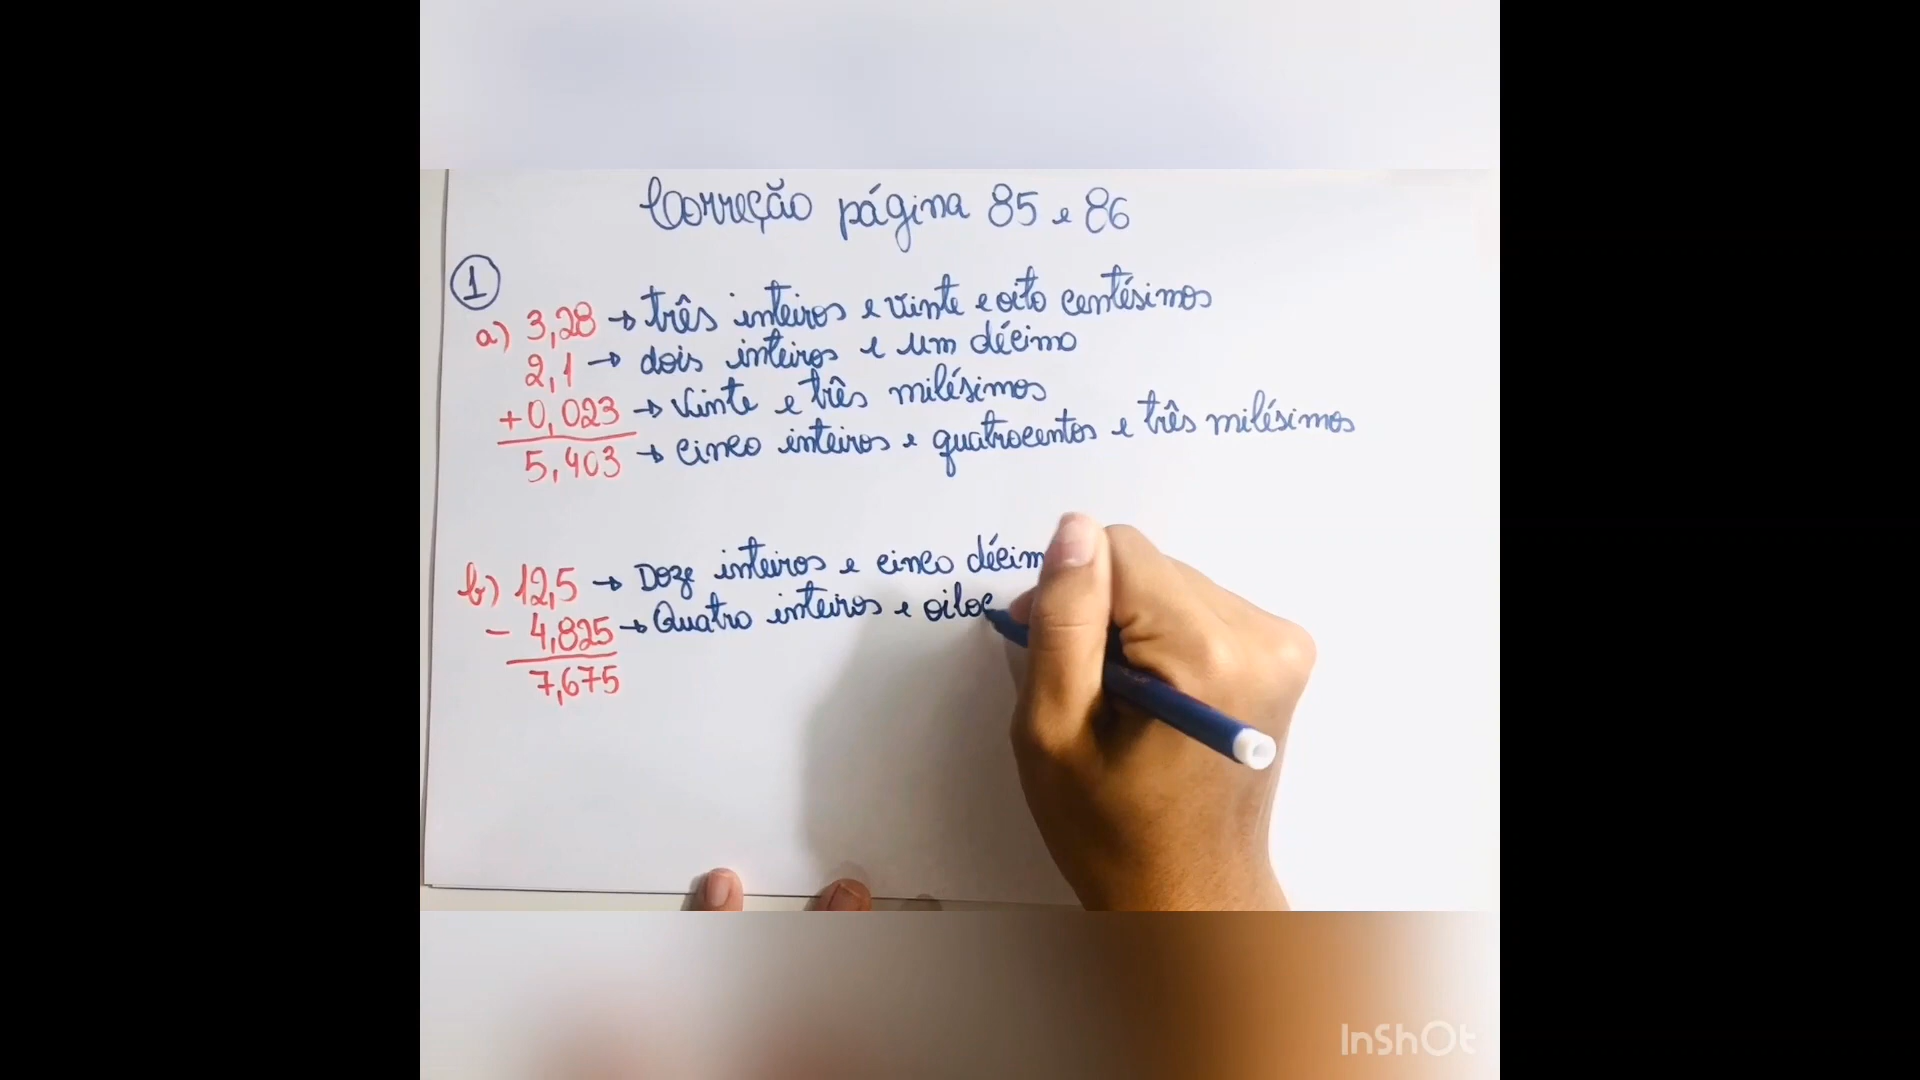 Correção página 85 e 86
1
a) 3,28 → três inteiros e vinte e oito centésimos
2,1 → dois inteiros e um décimo
+0,023 → Vinte e três milésimos
5,403 → cinco inteiros e quatrocentos e três milésimos
b) 12,5 → Doze inteiros e cinco décim
- 4,825 → Quatro inteiros e oitoc
7,675
InShOt